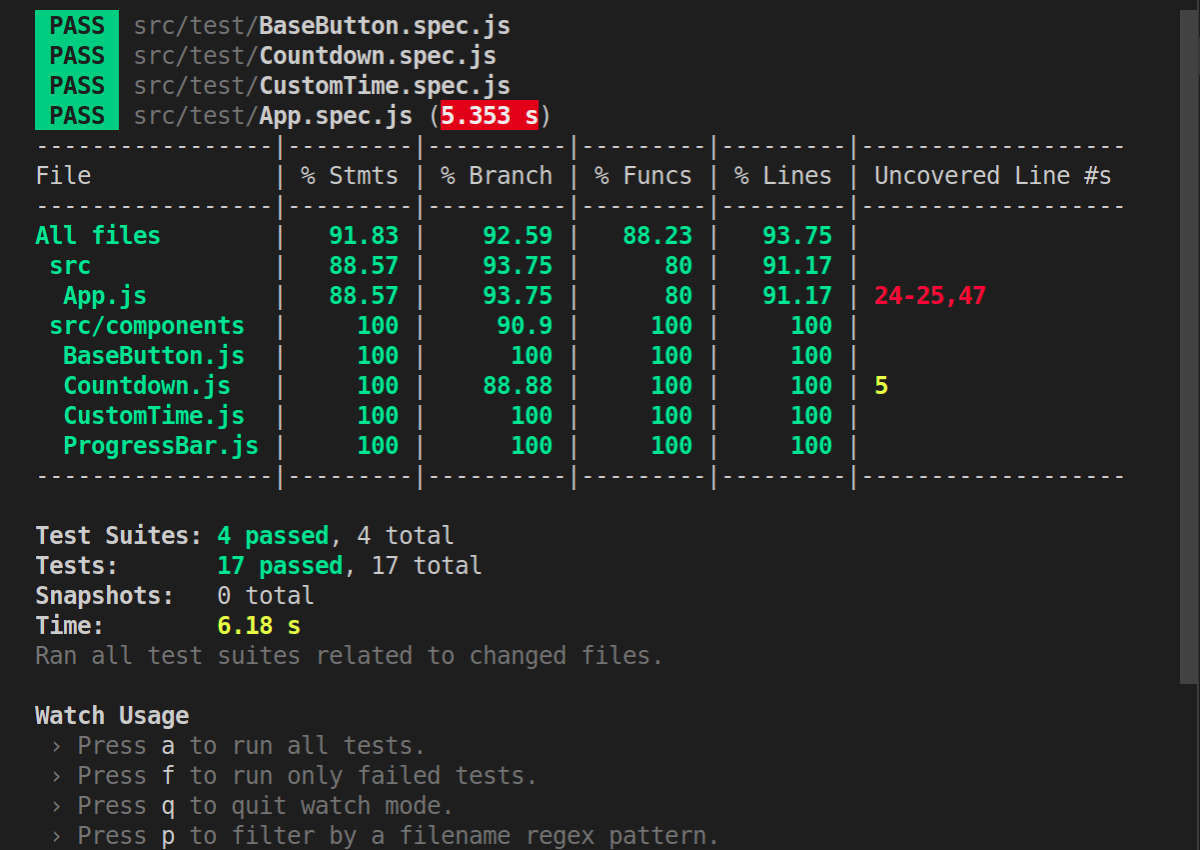 PASS src/test/BaseButton.spec.js
PASS src/test/Countdown.spec.js
PASS src/test/CustomTime.spec.js
PASS src/test/App.spec.js (5.353 s)
-----------------|---------|----------|---------|---------|-------------------
File             | % Stmts | % Branch | % Funcs | % Lines | Uncovered Line #s
-----------------|---------|----------|---------|---------|-------------------
All files        |   91.83 |    92.59 |   88.23 |   93.75 |
 src             |   88.57 |    93.75 |      80 |   91.17 |
  App.js         |   88.57 |    93.75 |      80 |   91.17 | 24-25,47
 src/components  |     100 |     90.9 |     100 |     100 |
  BaseButton.js  |     100 |      100 |     100 |     100 |
  Countdown.js   |     100 |    88.88 |     100 |     100 | 5
  CustomTime.js  |     100 |      100 |     100 |     100 |
  ProgressBar.js |     100 |      100 |     100 |     100 |
-----------------|---------|----------|---------|---------|-------------------
Test Suites: 4 passed, 4 total
Tests:       17 passed, 17 total
Snapshots:   0 total
Time:        6.18 s
Ran all test suites related to changed files.
Watch Usage
 › Press a to run all tests.
 › Press f to run only failed tests.
 › Press q to quit watch mode.
 › Press p to filter by a filename regex pattern.